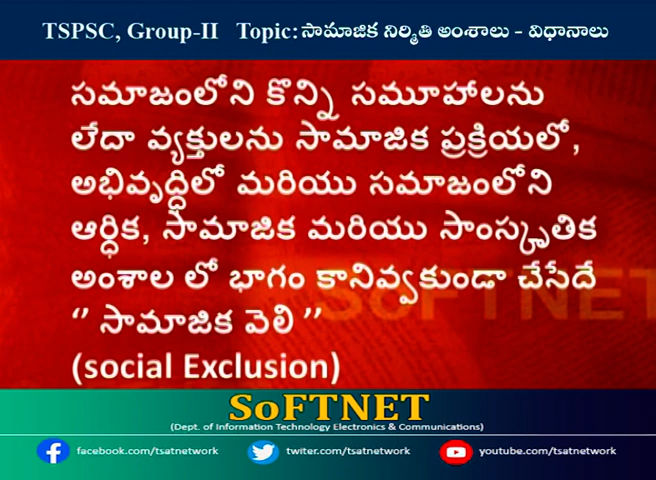 TSPSC, Group-II Topic: సామాజిక నిర్మితి అంశాలు - విధానాలు
సమాజంలోని కొన్ని సమూహాలను
లేదా వ్యక్తులను సామాజిక ప్రక్రియలో,
అభివృద్ధిలో మరియు సమాజంలోని
ఆర్థిక, సామాజిక మరియు సాంస్కృతిక
అంశాల లో భాగం కానివ్వకుండా చేసేదే
“ సామాజిక వెలి ”
(social Exclusion)
SoFTNET
SoFTNET
(Dept. of Information Technology Electronics & Communications)
facebook.com/tsatnetwork twiter.com/tsatnetwork youtube.com/tsatnetwork